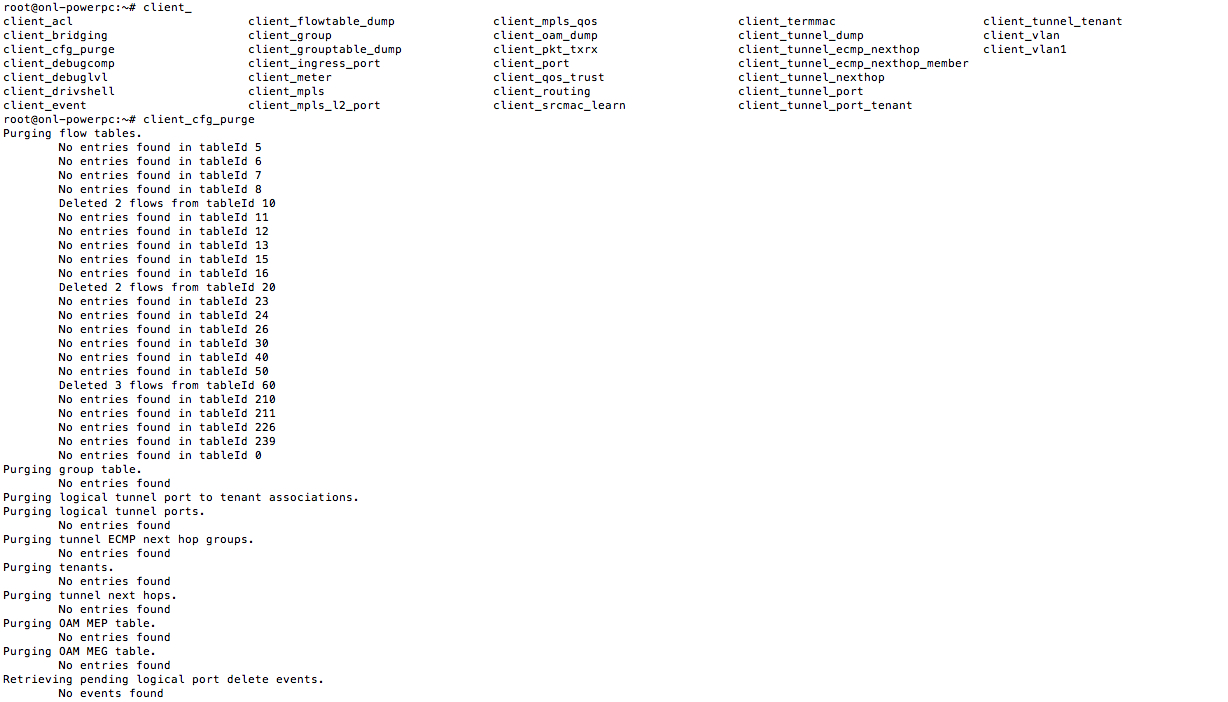 root@onl-powerpc:~# client_
client_acl client_flowtable_dump client_mpls_qos client_termmac client_tunnel_tenant
client_bridging client_group client_oam_dump client_tunnel_dump client_vlan
client_cfg_purge client_grouptable_dump client_pkt_txrx client_tunnel_ecmp_nexthop client_vlan1
client_debugcomp client_ingress_port client_port client_tunnel_ecmp_nexthop_member
client_debuglvl client_meter client_qos_trust client_tunnel_nexthop
client_drivshell client_mpls client_routing client_tunnel_port
client_event client_mpls_l2_port client_srcmac_learn client_tunnel_port_tenant
root@onl-powerpc:~# client_cfg_purge
Purging flow tables.
No entries found in tableId 5
No entries found in tableId 6
No entries found in tableId 7
No entries found in tableId 8
Deleted 2 flows from tableId 10
No entries found in tableId 11
No entries found in tableId 12
No entries found in tableId 13
No entries found in tableId 15
No entries found in tableId 16
Deleted 2 flows from tableId 20
No entries found in tableId 23
No entries found in tableId 24
No entries found in tableId 26
No entries found in tableId 30
No entries found in tableId 40
No entries found in tableId 50
Deleted 3 flows from tableId 60
No entries found in tableId 210
No entries found in tableId 211
No entries found in tableId 226
No entries found in tableId 239
No entries found in tableId 0
Purging group table.
No entries found
Purging logical tunnel port to tenant associations.
Purging logical tunnel ports.
No entries found
Purging tunnel ECMP next hop groups.
No entries found
Purging tenants.
No entries found
Purging tunnel next hops.
No entries found
Purging OAM MEP table.
No entries found
Purging OAM MEG table.
No entries found
Retrieving pending logical port delete events.
No events found